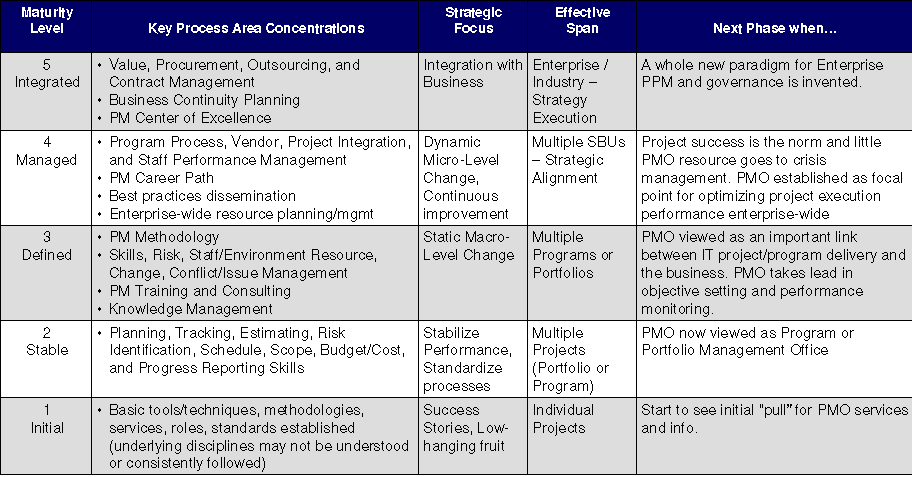 Maturity Level
Key Process Area Concentrations
Strategic Focus
Effective Span
Next Phase when...
5
Integrated
• Value, Procurement, Outsourcing, and
Contract Management
• Business Continuity Planning
• PM Center of Excellence
Integration with
Business
Enterprise /
Industry –
Strategy
Execution
A whole new paradigm for Enterprise
PPM and governance is invented.
4
Managed
• Program Process, Vendor, Project Integration,
and Staff Performance Management
• PM Career Path
• Best practices dissemination
• Enterprise-wide resource planning/mgmt
Dynamic
Micro-Level
Change,
Continuous
improvement
Multiple SBUs
– Strategic
Alignment
Project success is the norm and little
PMO resource goes to crisis
management. PMO established as focal
point for optimizing project execution
performance enterprise-wide
3
Defined
• PM Methodology
• Skills, Risk, Staff/Environment Resource,
Change, Conflict/Issue Management
• PM Training and Consulting
• Knowledge Management
Static Macro-
Level Change
Multiple
Programs or
Portfolios
PMO viewed as an important link
between IT project/program delivery and
the business. PMO takes lead in
objective setting and performance
monitoring.
2
Stable
• Planning, Tracking, Estimating, Risk
Identification, Schedule, Scope, Budget/Cost,
and Progress Reporting Skills
Stabilize
Performance,
Standardize
processes
Multiple
Projects
(Portfolio or
Program)
PMO now viewed as Program or
Portfolio Management Office
1
Initial
• Basic tools/techniques, methodologies,
services, roles, standards established
(underlying disciplines may not be understood
or consistently followed)
Success
Stories, Low-
hanging fruit
Individual
Projects
Start to see initial "pull" for PMO services
and info.